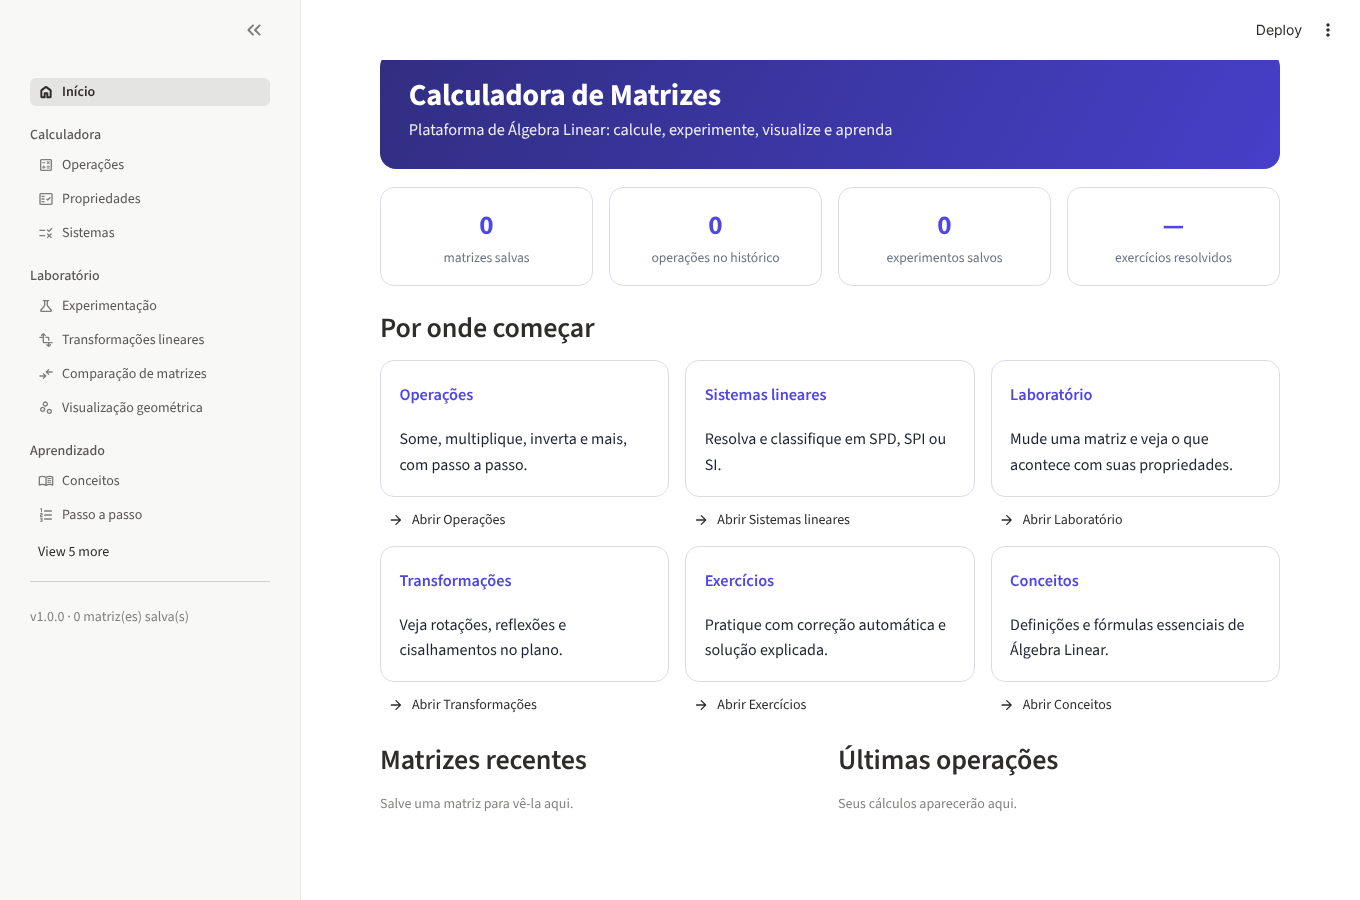 Deploy
Início
Calculadora
Operações
Propriedades
Sistemas
Laboratório
Experimentação
Transformações lineares
Comparação de matrizes
Visualização geométrica
Aprendizado
Conceitos
Passo a passo
View 5 more
v1.0.0 · 0 matriz(es) salva(s)
Calculadora de Matrizes
Plataforma de Álgebra Linear: calcule, experimente, visualize e aprenda
0
matrizes salvas
0
operações no histórico
0
experimentos salvos
—
exercícios resolvidos
Por onde começar
Operações
Some, multiplique, inverta e mais,
com passo a passo.
Abrir Operações
Sistemas lineares
Resolva e classifique em SPD, SPI ou
SI.
Abrir Sistemas lineares
Laboratório
Mude uma matriz e veja o que
acontece com suas propriedades.
Abrir Laboratório
Transformações
Veja rotações, reflexões e
cisalhamentos no plano.
Abrir Transformações
Exercícios
Pratique com correção automática e
solução explicada.
Abrir Exercícios
Conceitos
Definições e fórmulas essenciais de
Álgebra Linear.
Abrir Conceitos
Matrizes recentes
Salve uma matriz para vê-la aqui.
Últimas operações
Seus cálculos aparecerão aqui.